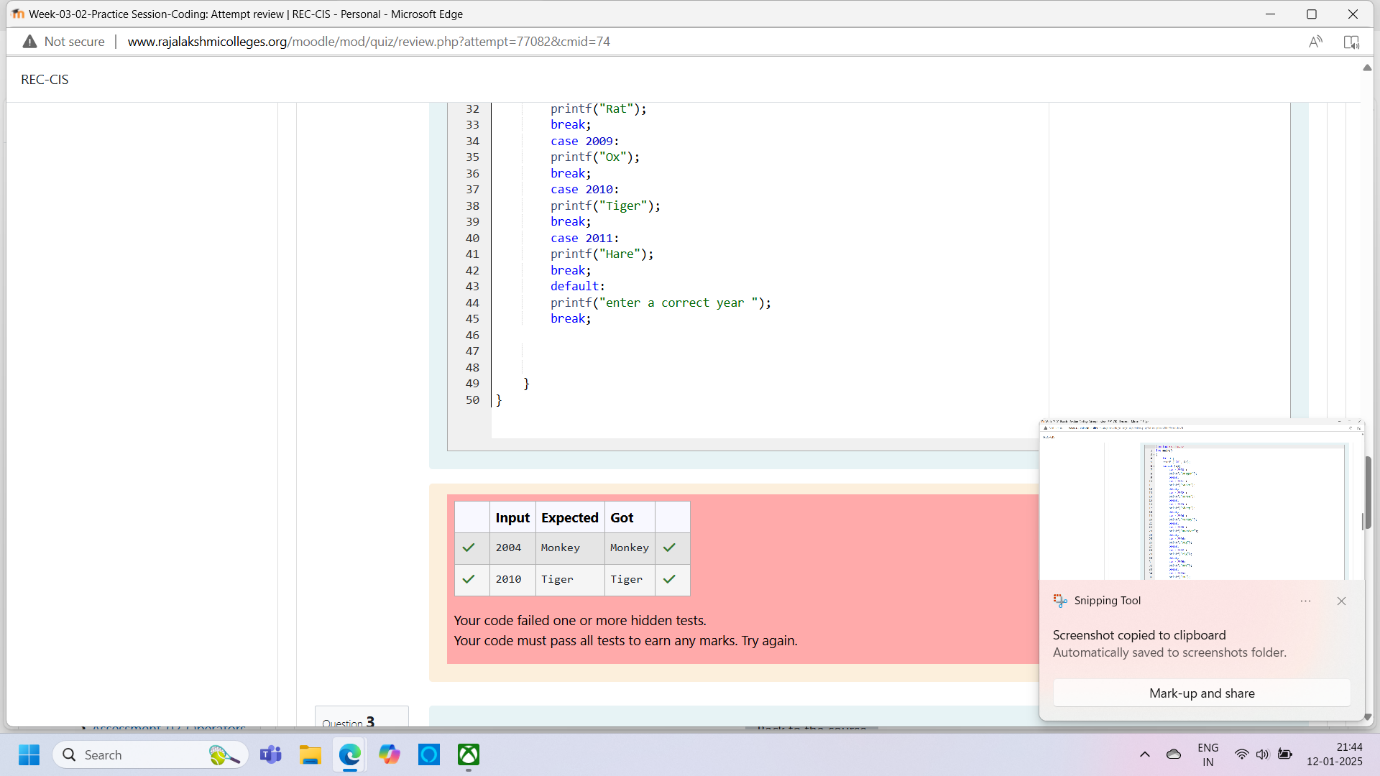 Week-03-02-Practice Session-Coding: Attempt review | REC-CIS - Personal - Microsoft Edge
Not secure | www.rajalakshmicolleges.org/moodle/mod/quiz/review.php?attempt=77082&cmid=74
REC-CIS
32 printf("Rat");
33 break;
34 case 2009:
35 printf("Ox");
36 break;
37 case 2010:
38 printf("Tiger");
39 break;
40 case 2011:
41 printf("Hare");
42 break;
43 default:
44 printf("enter a correct year ");
45 break;
46
47
48
49 }
50 }
Input Expected Got
2004 Monkey Monkey
2010 Tiger Tiger
Your code failed one or more hidden tests.
Your code must pass all tests to earn any marks. Try again.
Question 3
Snipping Tool
Screenshot copied to clipboard
Automatically saved to screenshots folder.
Mark-up and share
Search
ENG
IN
21:44
12-01-2025